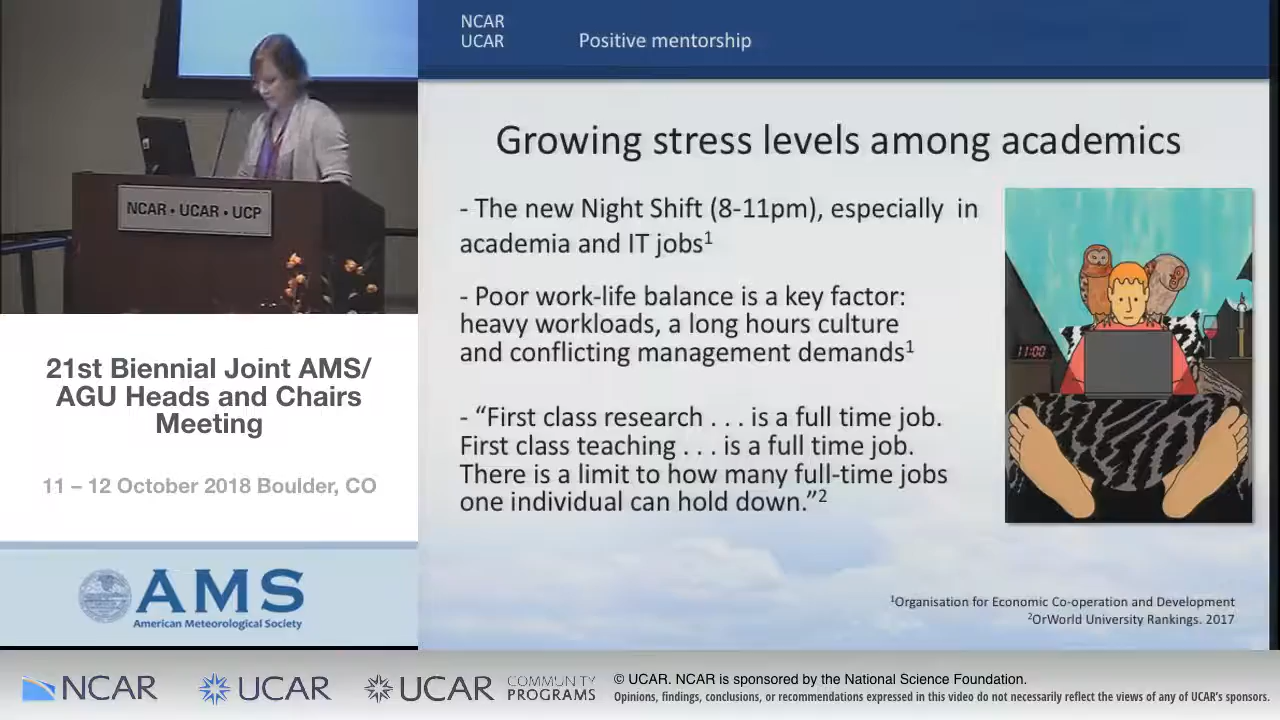 NCAR
UCAR
Positive mentorship
Growing stress levels among academics
- The new Night Shift (8-11pm), especially in
academia and IT jobs¹
- Poor work-life balance is a key factor:
heavy workloads, a long hours culture
and conflicting management demands¹
- “First class research . . . is a full time job.
First class teaching . . . is a full time job.
There is a limit to how many full-time jobs
one individual can hold down.”²
11:00
¹Organisation for Economic Co-operation and Development
²OrWorld University Rankings. 2017
NCAR • UCAR • UCP
21st Biennial Joint AMS/
AGU Heads and Chairs
Meeting
11 – 12 October 2018 Boulder, CO
AMS
American Meteorological Society
NCAR
UCAR
UCAR
COMMUNITY
PROGRAMS
© UCAR. NCAR is sponsored by the National Science Foundation.
Opinions, findings, conclusions, or recommendations expressed in this video do not necessarily reflect the views of any of UCAR's sponsors.